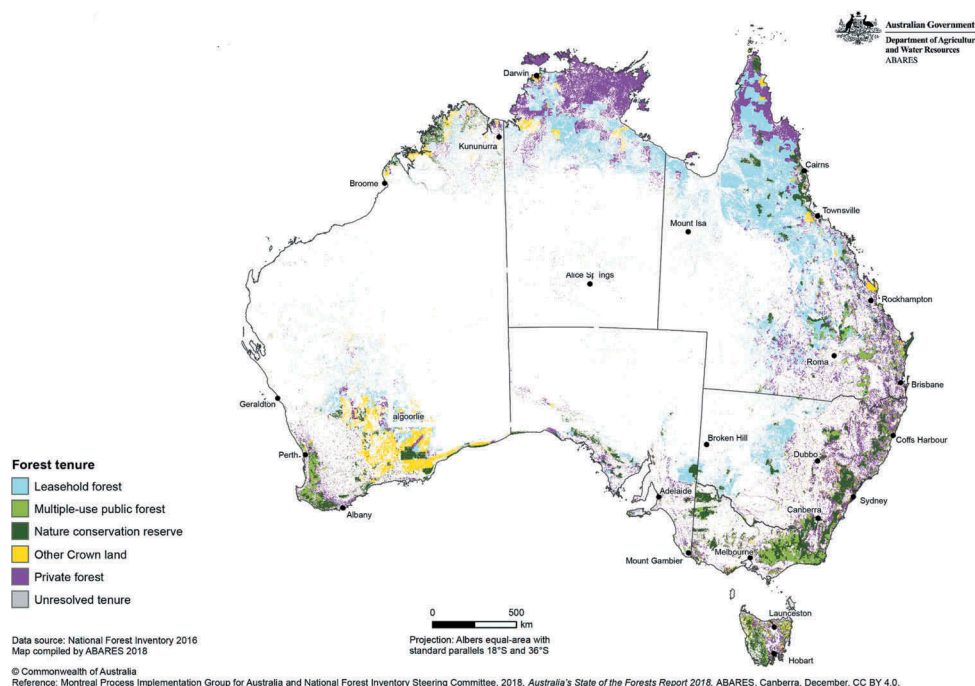 Australian Government
Department of Agricultur
and Water Resources
ABARES
Darwin
Kununurra
Broome
Cairns
Townsville
Mount Isa
Alice Sp ings
Rockhampton
Roma
Brisbane
Geraldton
algoorlie
Broken Hill
Coffs Harbour
Perth
Dubbo
Adelaide
Sydney
Albany
Canberra
Mount Gambier
Melbourne
Launceston
Hobart
Forest tenure
Leasehold forest
Multiple-use public forest
Nature conservation reserve
Other Crown land
Private forest
Unresolved tenure
0 500
km
Projection: Albers equal-area with
standard parallels 18°S and 36°S
Data source: National Forest Inventory 2016
Map compiled by ABARES 2018
© Commonwealth of Australia
Reference: Montreal Process Implementation Group for Australia and National Forest Inventory Steering Committee, 2018, Australia's State of the Forests Report 2018, ABARES, Canberra, December, CC BY 4.0.